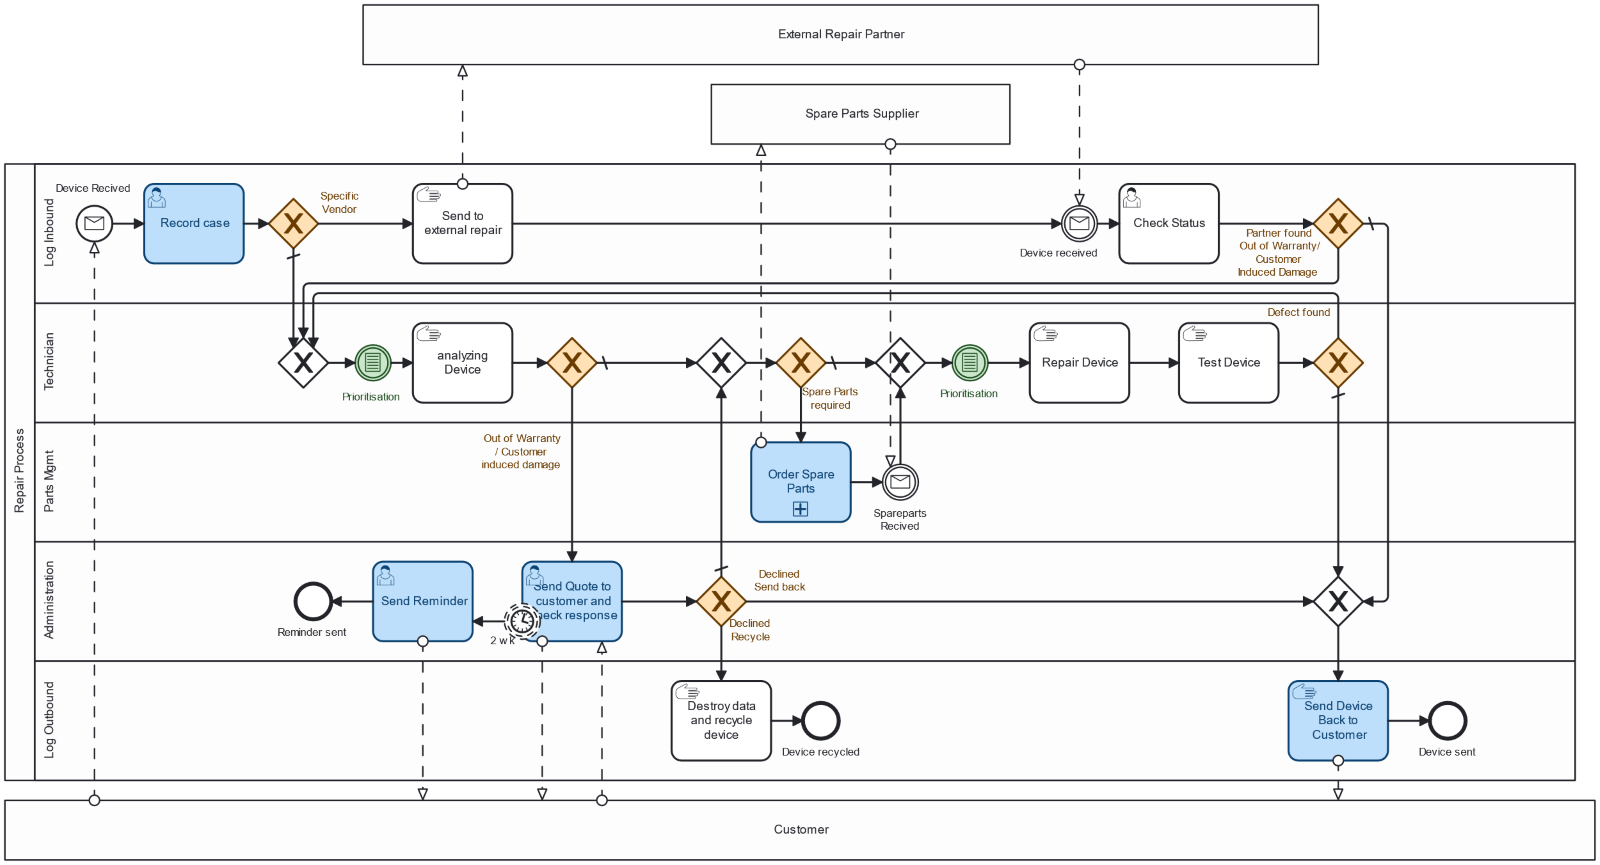 External Repair Partner
Spare Parts Supplier
Repair Process
Log Inbound
Device Recived
Record case
Specific
Vendor
Send to
external repair
Device received
Check Status
Partner found
Out of Warranty/
Customer
Induced Damage
Technician
Prioritisation
analyzing
Device
Spare Parts
required
Prioritisation
Repair Device
Test Device
Defect found
Parts Mgmt
Out of Warranty
/ Customer
induced damage
Order Spare
Parts
Spareparts
Recived
Administration
Reminder sent
Send Reminder
2 wk
Send Quote to
customer and
check response
Declined
Send back
Declined
Recycle
Log Outbound
Destroy data
and recycle
device
Device recycled
Send Device
Back to
Customer
Device sent
Customer